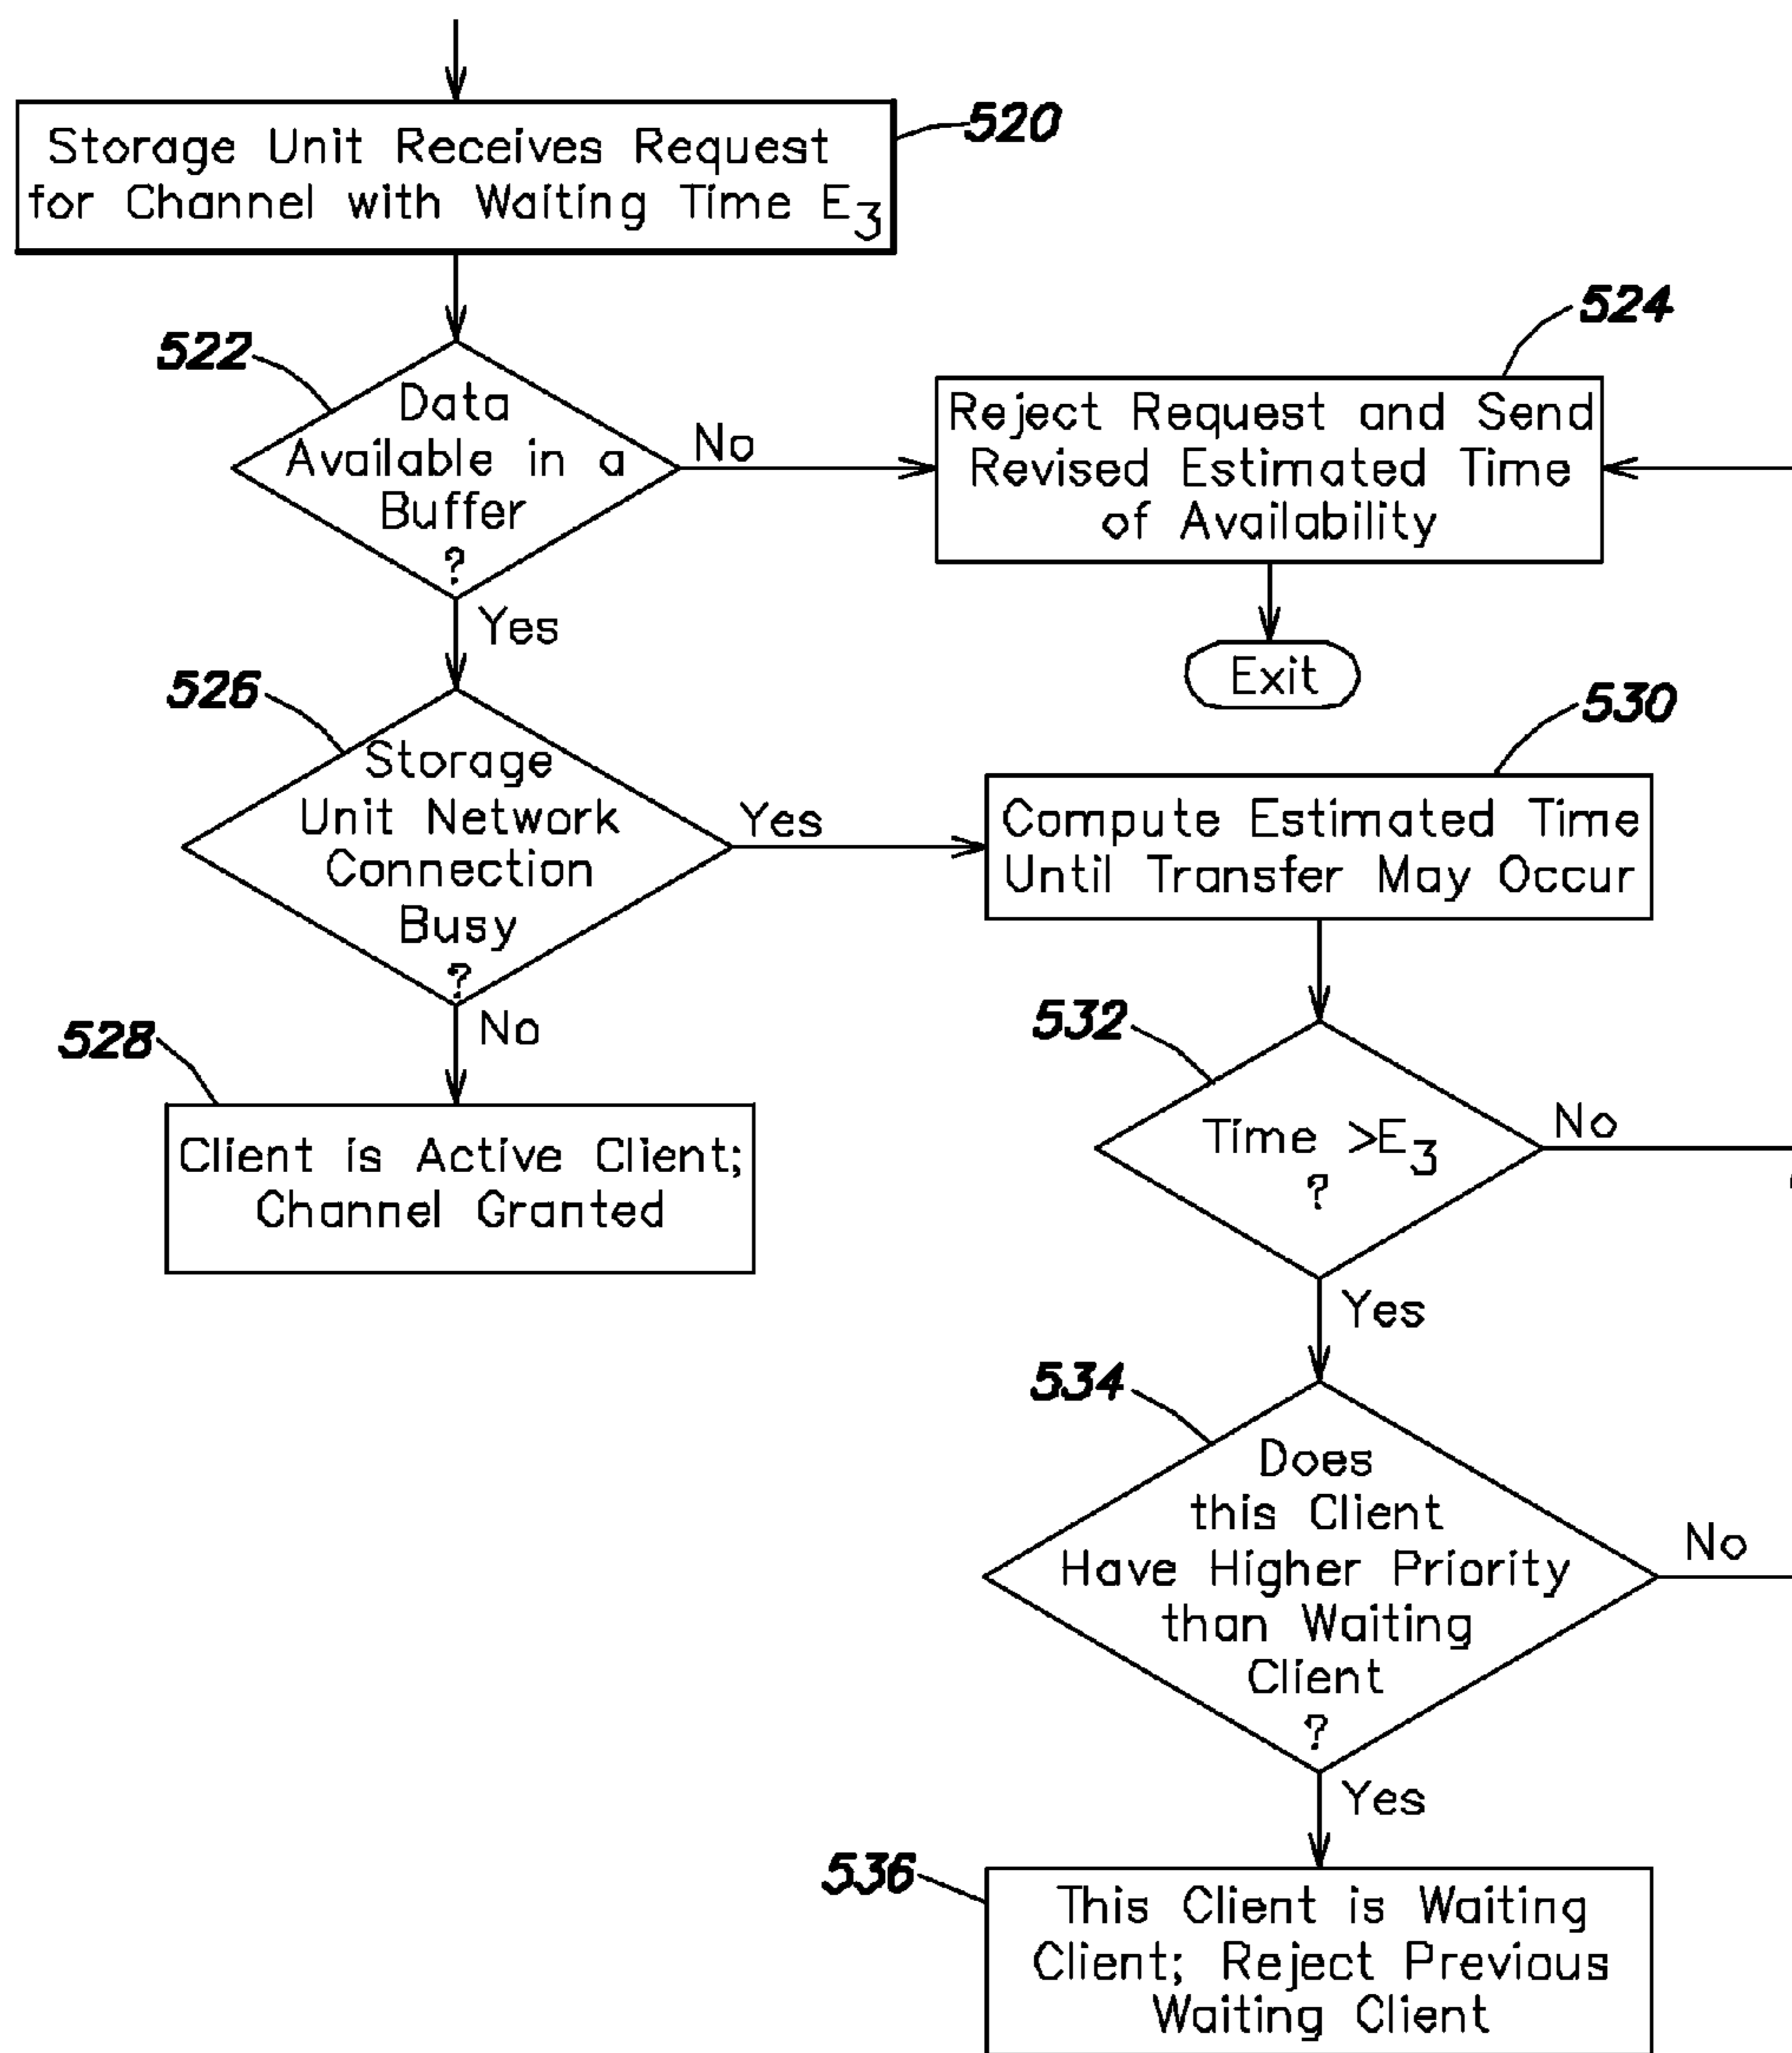 Storage Unit Receives Request
for Channel with Waiting Time E3
520
522
Data
Available in a
Buffer
?
No
Yes
524
Reject Request and Send
Revised Estimated Time
of Availability
Exit
526
Storage
Unit Network
Connection
Busy
?
Yes
No
528
Client is Active Client;
Channel Granted
530
Compute Estimated Time
Until Transfer May Occur
532
Time >E3
?
No
Yes
534
Does
this Client
Have Higher Priority
than Waiting
Client
?
No
Yes
536
This Client is Waiting
Client; Reject Previous
Waiting Client